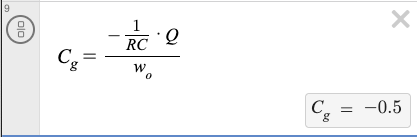 9
C_g = (-1/RC · Q)/w_o
C_g = -0.5